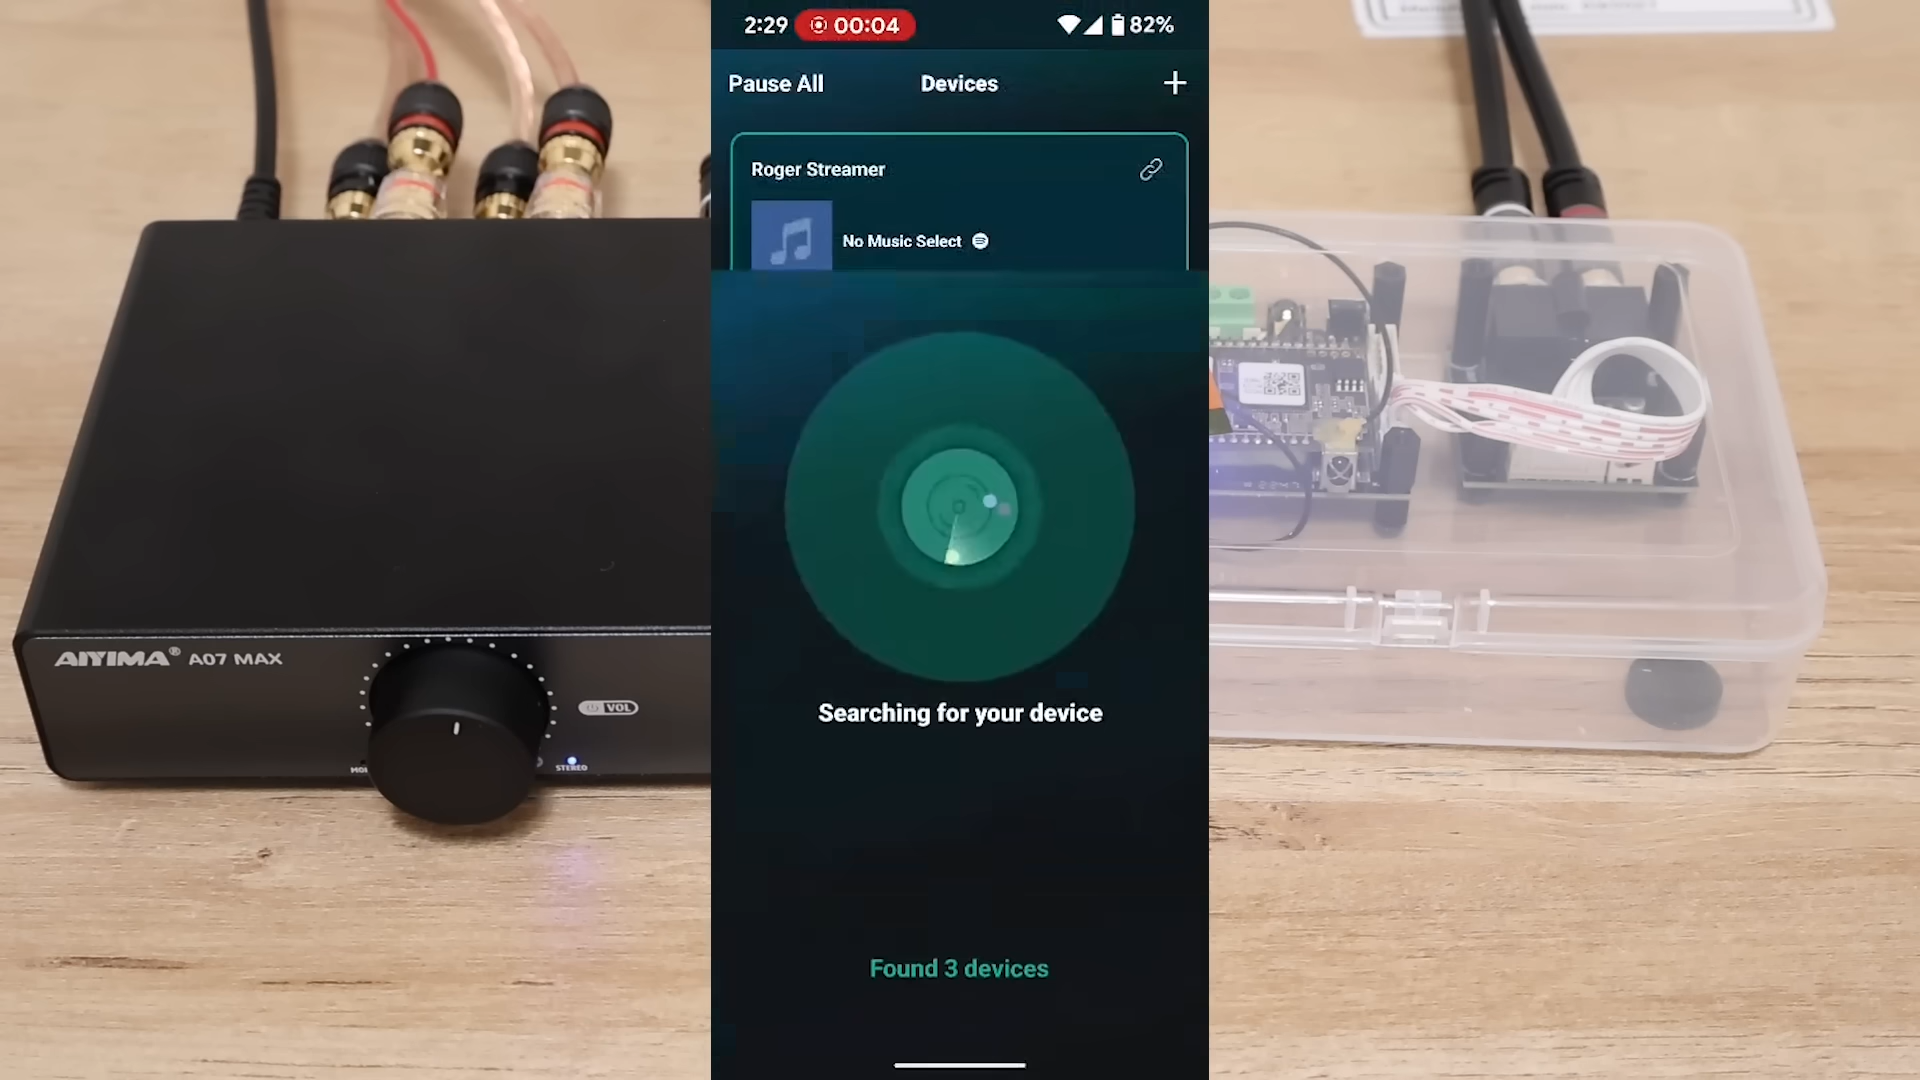 2:29 00:04 82%
Pause All Devices +
Roger Streamer
No Music Select
Searching for your device
Found 3 devices
AIYIMA® A07 MAX
VOL
STEREO